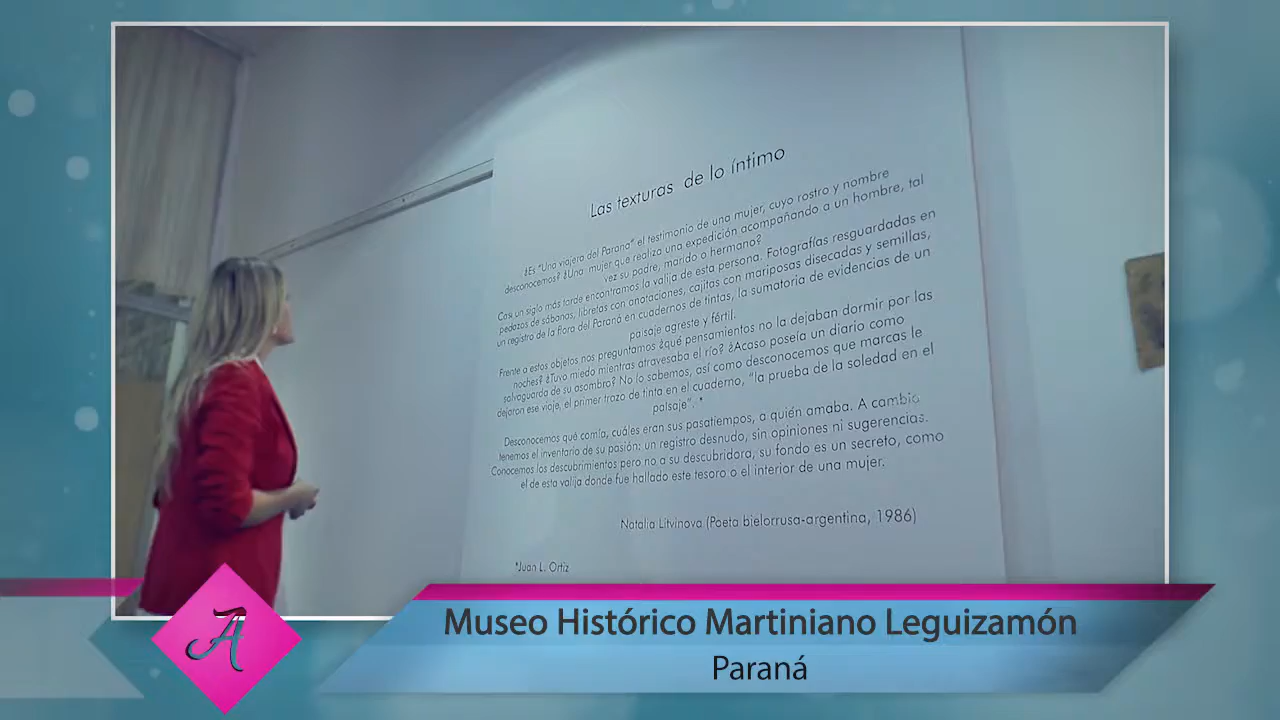 Las texturas de lo íntimo
¿Es "Una viajera del Paraná" el testimonio de una mujer, cuyo rostro y nombre
desconocemos? ¿Una mujer que realiza una expedición acompañando a un hombre, tal
vez su padre, marido o hermano?
Casi un siglo más tarde encontramos la valija de esta persona. Fotografías resguardadas en
pedazos de sábanas, libretas con anotaciones, cajitas con mariposas disecadas y semillas,
un registro de la flora del Paraná en cuadernos de tintas, la sumatoria de evidencias de un
paisaje agreste y fértil.
Frente a estos objetos nos preguntamos ¿qué pensamientos no la dejaban dormir por las
noches? ¿Tuvo miedo mientras atravesaba el río? ¿Acaso poseía un diario como
salvaguarda de su asombro? No lo sabemos, así como desconocemos que marcas le
dejaron ese viaje, el primer trazo de tinta en el cuaderno, "la prueba de la soledad en el
paisaje". *
Desconocemos qué comía, cuáles eran sus pasatiempos, a quién amaba. A cambio
tenemos el inventario de su pasión: un registro desnudo, sin opiniones ni sugerencias.
Conocemos los descubrimientos pero no a su descubridora, su fondo es un secreto, como
el de esta valija donde fue hallado este tesoro o el interior de una mujer.
Natalia Litvinova (Poeta bielorrusa-argentina, 1986)
*Juan L. Ortiz
A
Museo Histórico Martiniano Leguizamón
Paraná